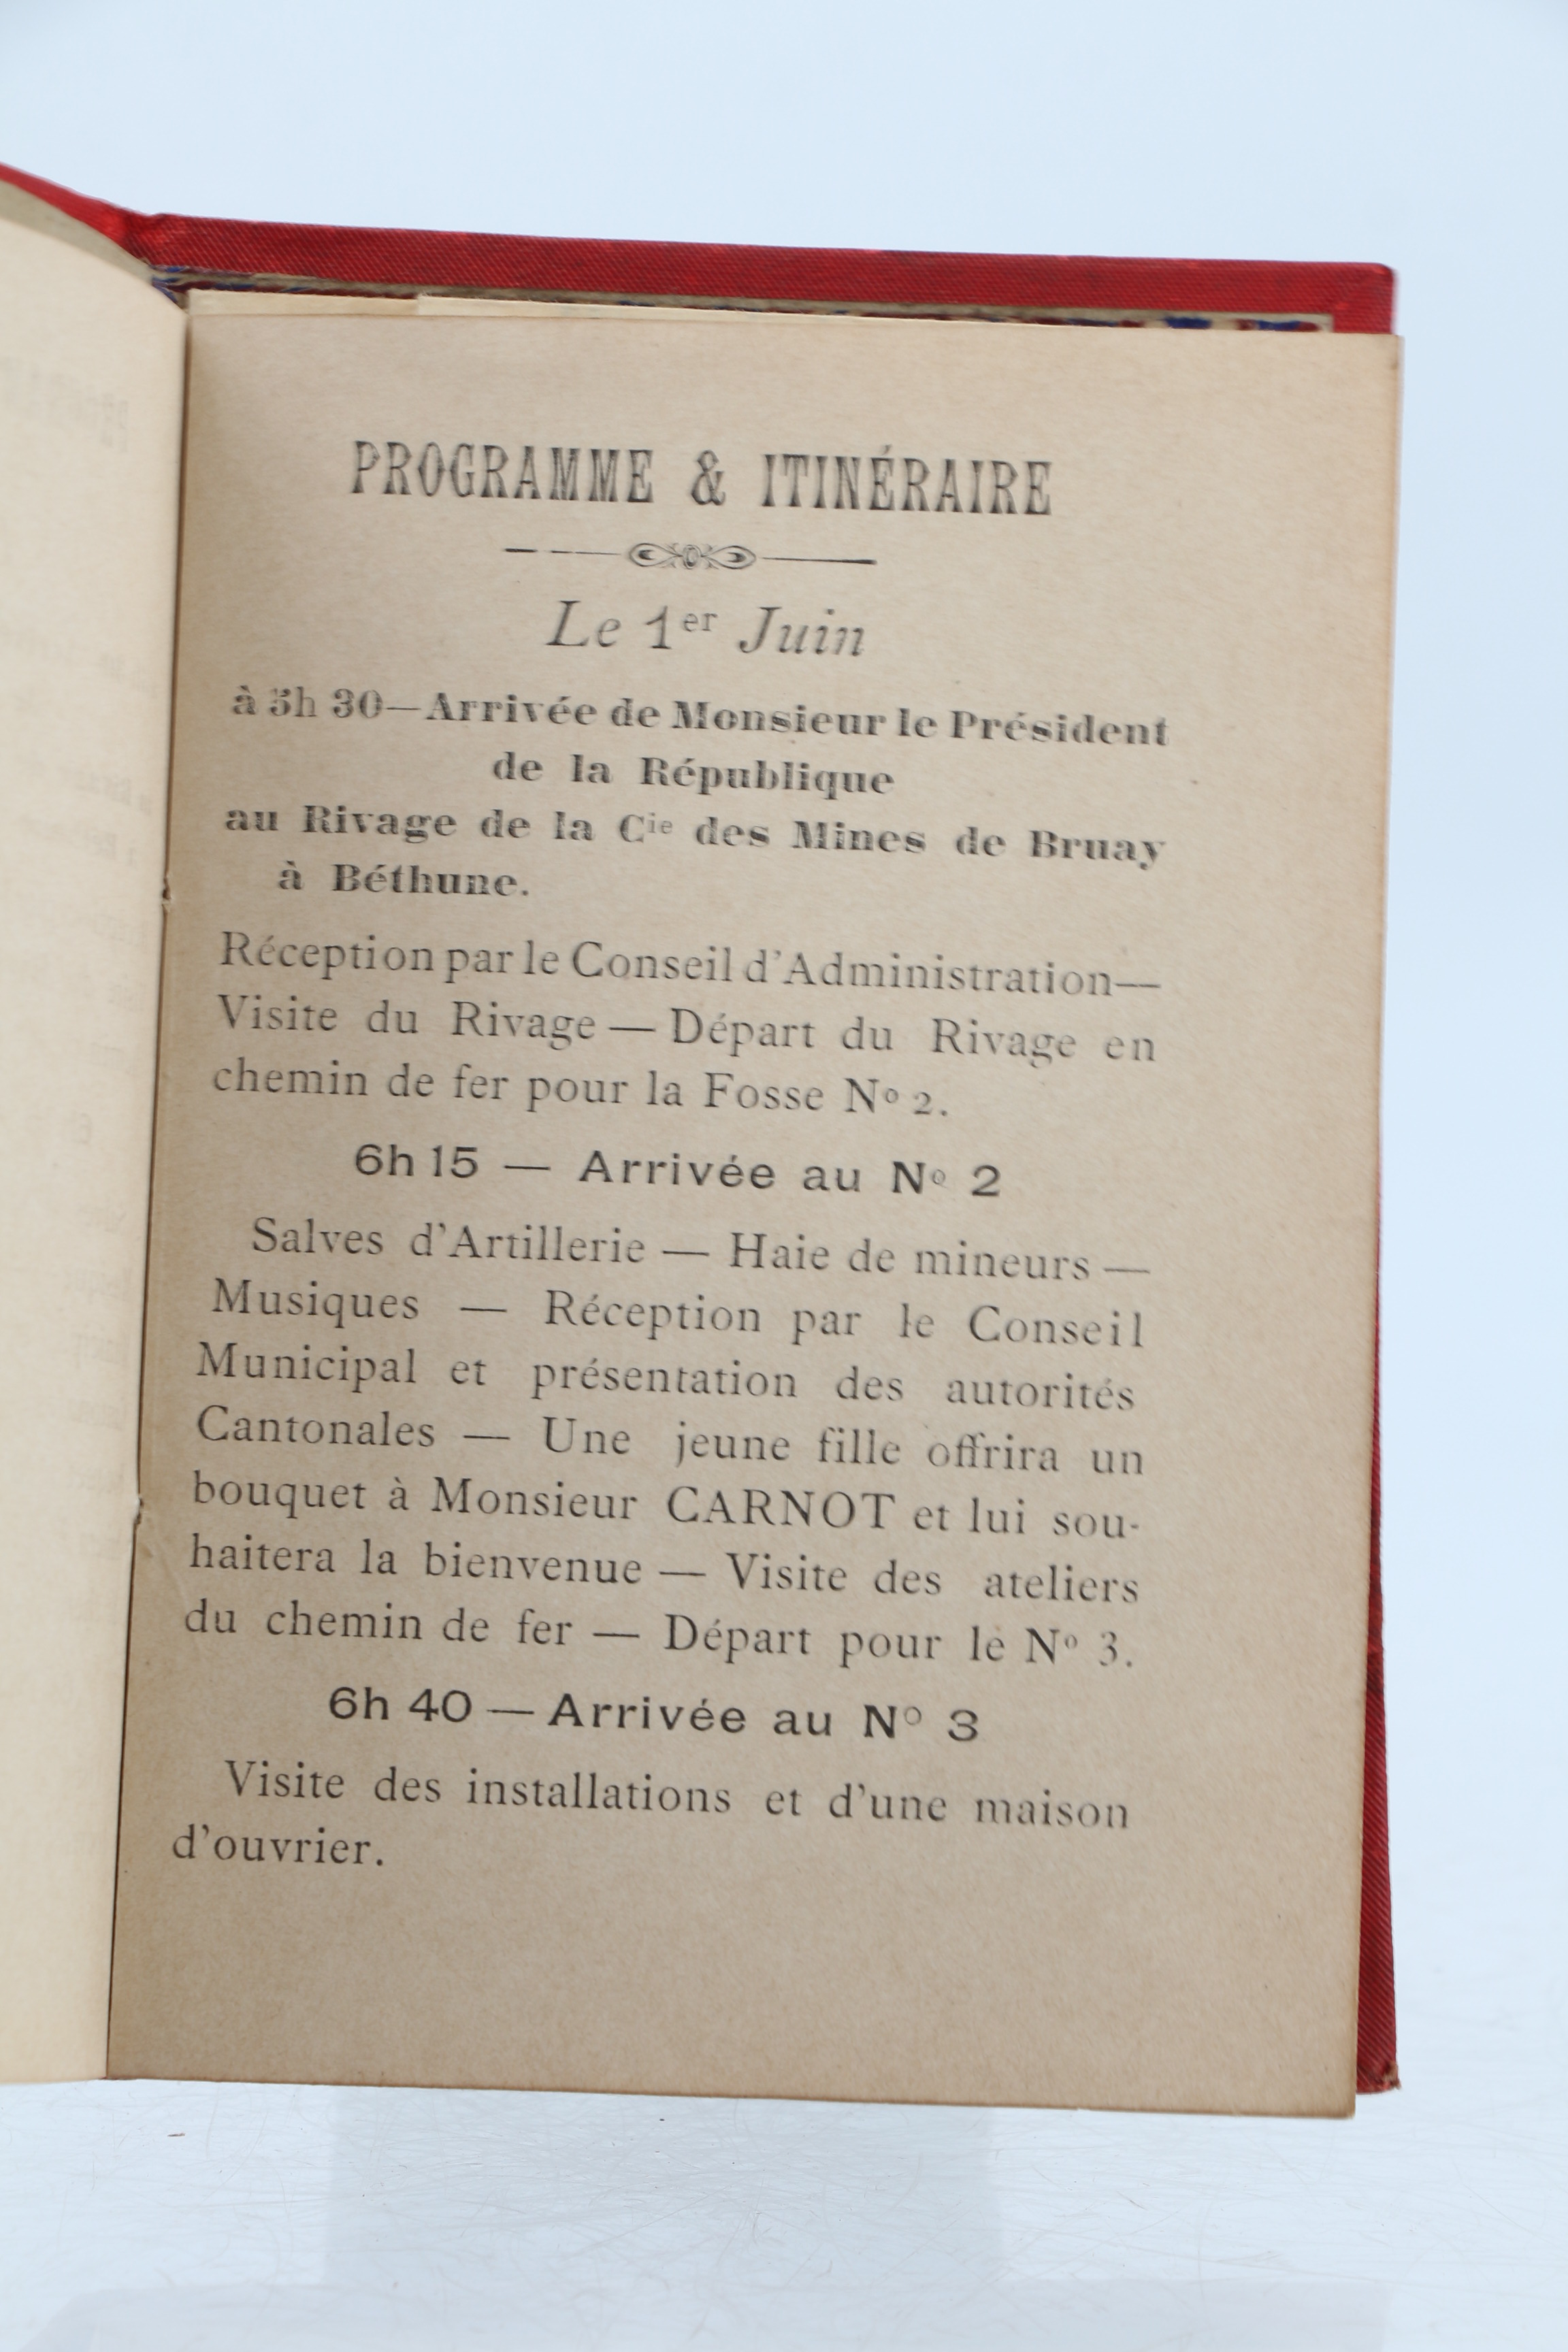 PROGRAMME & ITINÉRAIRE
Le 1er Juin
à 5h 30—Arrivée de Monsieur le Président
de la République
au Rivage de la Cie des Mines de Bruay
à Béthune.
Réception par le Conseil d'Administration—
Visite du Rivage — Départ du Rivage en
chemin de fer pour la Fosse No 2.
6h 15 — Arrivée au No 2
Salves d'Artillerie — Haie de mineurs —
Musiques — Réception par le Conseil
Municipal et présentation des autorités
Cantonales — Une jeune fille offrira un
bouquet à Monsieur CARNOT et lui sou-
haitera la bienvenue — Visite des ateliers
du chemin de fer — Départ pour le No 3.
6h 40 — Arrivée au No 3
Visite des installations et d'une maison
d'ouvrier.